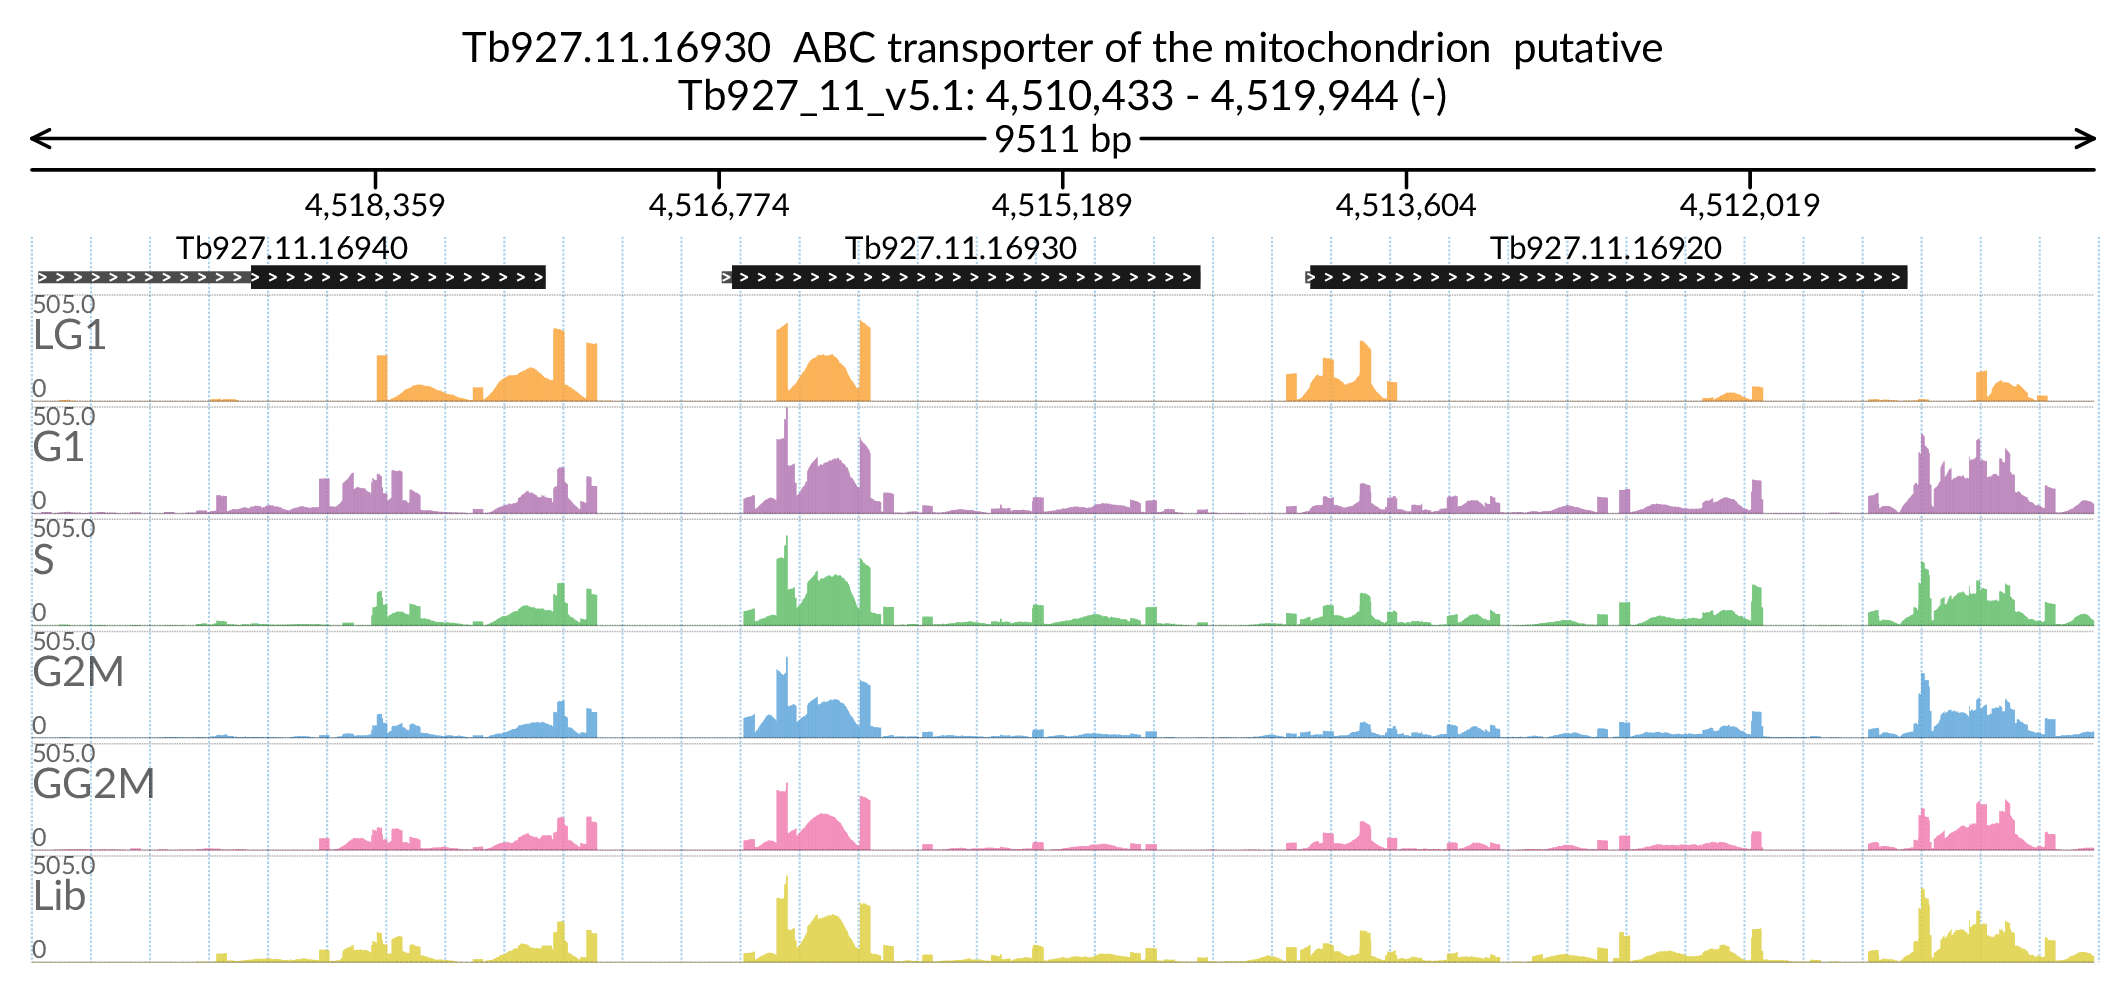 Tb927.11.16930  ABC transporter of the mitochondrion  putative
Tb927_11_v5.1: 4,510,433 - 4,519,944 (-)
9511 bp
4,518,359 4,516,774 4,515,189 4,513,604 4,512,019
Tb927.11.16940 Tb927.11.16930 Tb927.11.16920
505.0
LG1
0
505.0
G1
0
505.0
S
0
505.0
G2M
0
505.0
GG2M
0
505.0
Lib
0